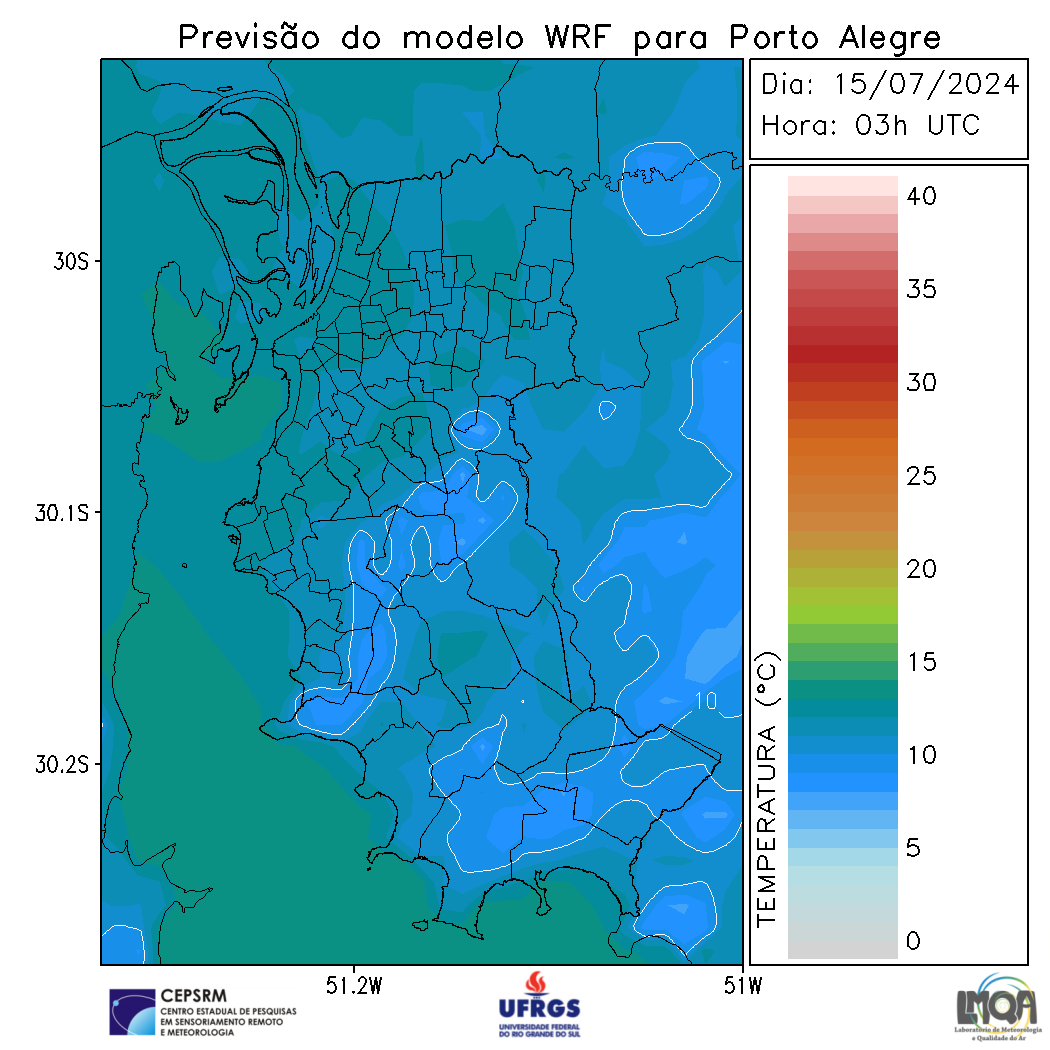 Previsão do modelo WRF para Porto Alegre
Dia: 15/07/2024
Hora: 03h UTC
40
35
30
25
20
15
10
5
0
TEMPERATURA (°C)
30S
30.1S
30.2S
10
51.2W
51W
CEPSRM
CENTRO ESTADUAL DE PESQUISAS
EM SENSORIAMENTO REMOTO
E METEOROLOGIA
UFRGS
UNIVERSIDADE FEDERAL
DO RIO GRANDE DO SUL
LMQA
Laboratório de Meteorologia
e Qualidade do Ar